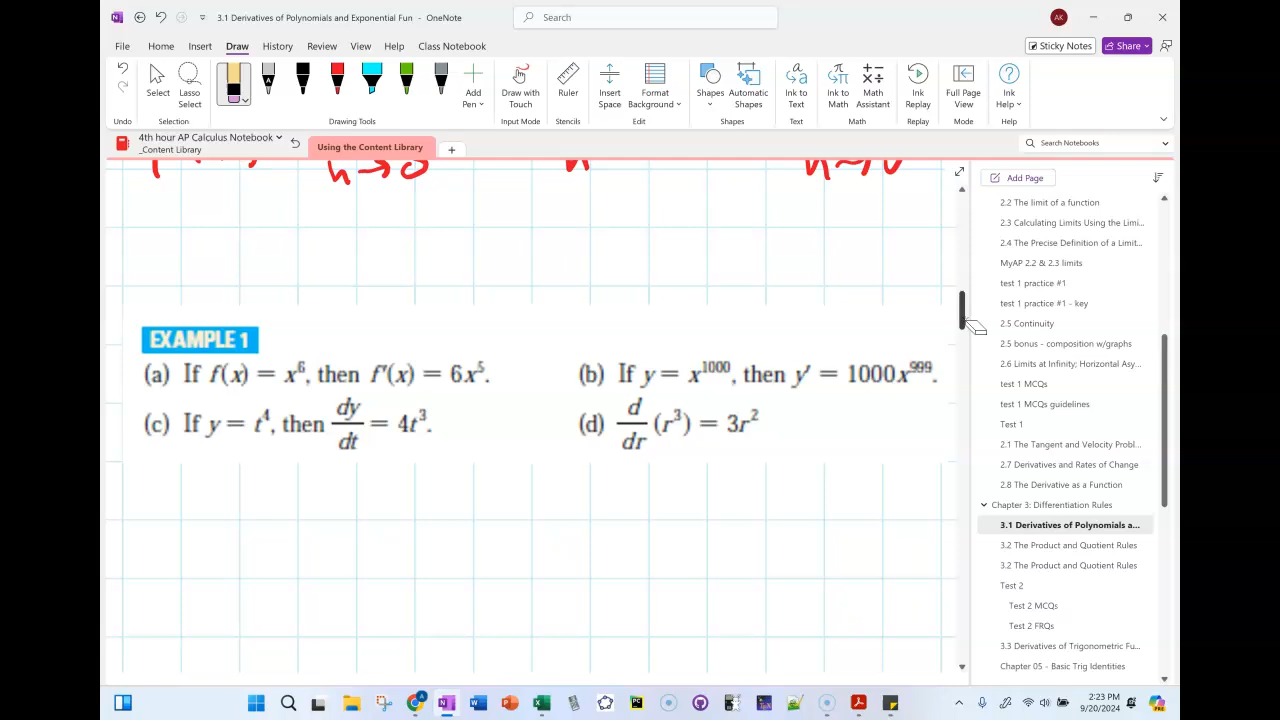 3.1 Derivatives of Polynomials and Exponential Fun - OneNote
Search
AK
File Home Insert Draw History Review View Help Class Notebook
Sticky Notes
Share
Undo
Select
Lasso Select
Selection
Drawing Tools
Add Pen
Draw with Touch
Input Mode
Ruler
Stencils
Insert Space
Format Background
Edit
Shapes
Automatic Shapes
Shapes
Ink to Text
Text
Ink to Math
Math Assistant
Math
Ink Replay
Replay
Full Page View
Mode
Ink Help
Help
4th hour AP Calculus Notebook
_Content Library
Using the Content Library
Search Notebooks
Add Page
h→0 h h→0
EXAMPLE 1
(a) If f(x) = x⁶, then f′(x) = 6x⁵. (b) If y = x¹⁰⁰⁰, then y′ = 1000x⁹⁹⁹.
(c) If y = t⁴, then dy/dt = 4t³. (d) d/dr (r³) = 3r²
2.2 The limit of a function
2.3 Calculating Limits Using the Limi...
2.4 The Precise Definition of a Limit...
MyAP 2.2 & 2.3 limits
test 1 practice #1
test 1 practice #1 - key
2.5 Continuity
2.5 bonus - composition w/graphs
2.6 Limits at Infinity; Horizontal Asy...
test 1 MCQs
test 1 MCQs guidelines
Test 1
2.1 The Tangent and Velocity Probl...
2.7 Derivatives and Rates of Change
2.8 The Derivative as a Function
Chapter 3: Differentiation Rules
3.1 Derivatives of Polynomials a...
3.2 The Product and Quotient Rules
3.2 The Product and Quotient Rules
Test 2
Test 2 MCQs
Test 2 FRQs
3.3 Derivatives of Trigonometric Fu...
Chapter 05 - Basic Trig Identities
2:23 PM
9/20/2024